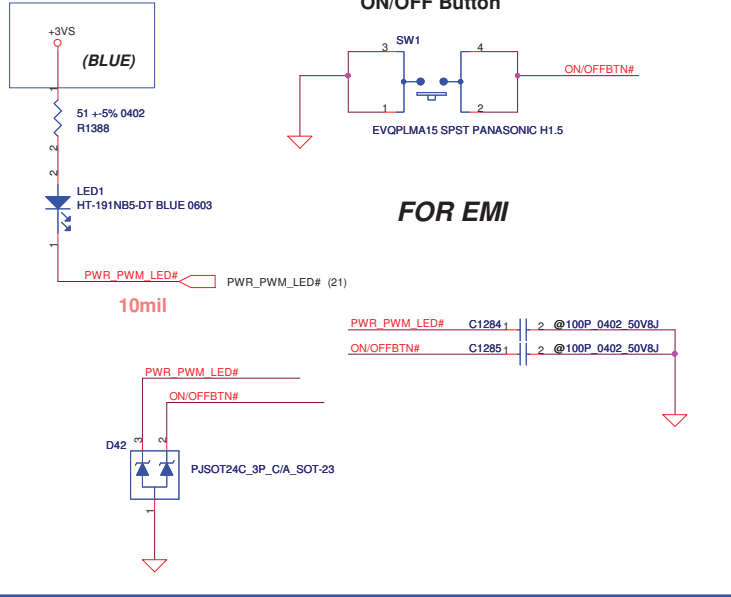 ON/OFF Button
+3VS
(BLUE)
1
51 +-5% 0402
R1388
2
2
LED1
HT-191NB5-DT BLUE 0603
1
PWR_PWM_LED#
PWR_PWM_LED# (21)
10mil
SW1
3
4
1
2
ON/OFFBTN#
EVQPLMA15 SPST PANASONIC H1.5
FOR EMI
PWR_PWM_LED#
C1284 1
2 @100P_0402_50V8J
ON/OFFBTN#
C1285 1
2 @100P_0402_50V8J
PWR_PWM_LED#
ON/OFFBTN#
D42
3
2
PJSOT24C_3P_C/A_SOT-23
1